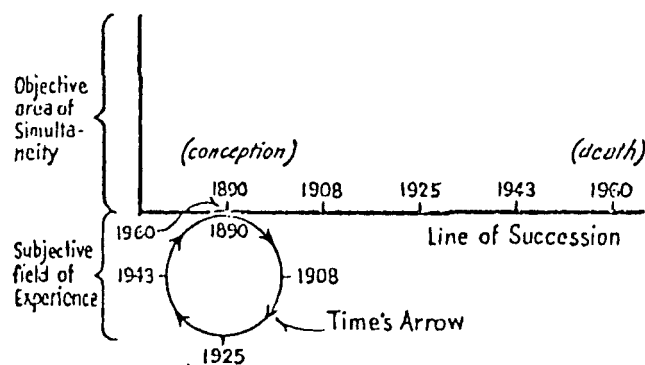 Objective
area of
Simulta-
neity
(conception)
(death)
1890
1908
1925
1943
1960
1960
1890
Line of Succession
Subjective
field of
Experience
1943
1908
Time's Arrow
1925